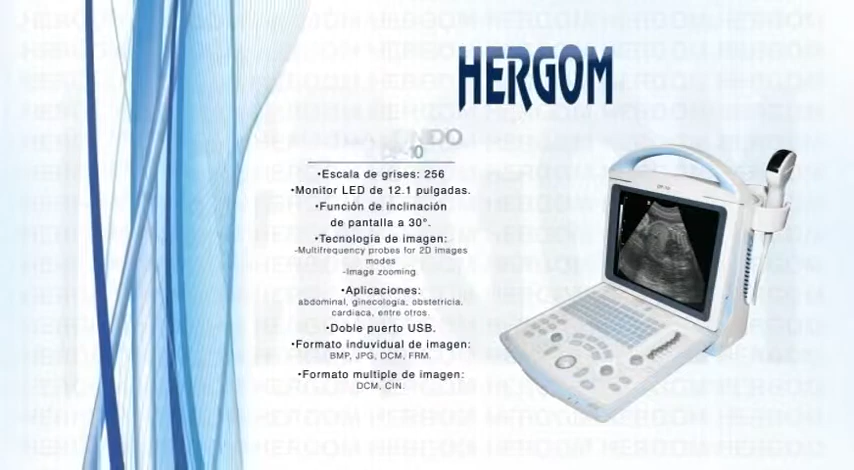 HERGOM
•Escala de grises: 256
•Monitor LED de 12.1 pulgadas.
•Función de inclinación
de pantalla a 30°.
•Tecnología de imagen:
-Multifrequency probes for 2D images
modes
-Image zooming.
•Aplicaciones:
abdominal, ginecología, obstetricia,
cardiaca, entre otros.
•Doble puerto USB.
•Formato induvidual de imagen:
BMP, JPG, DCM, FRM.
•Formato multiple de imagen:
DCM, CIN.